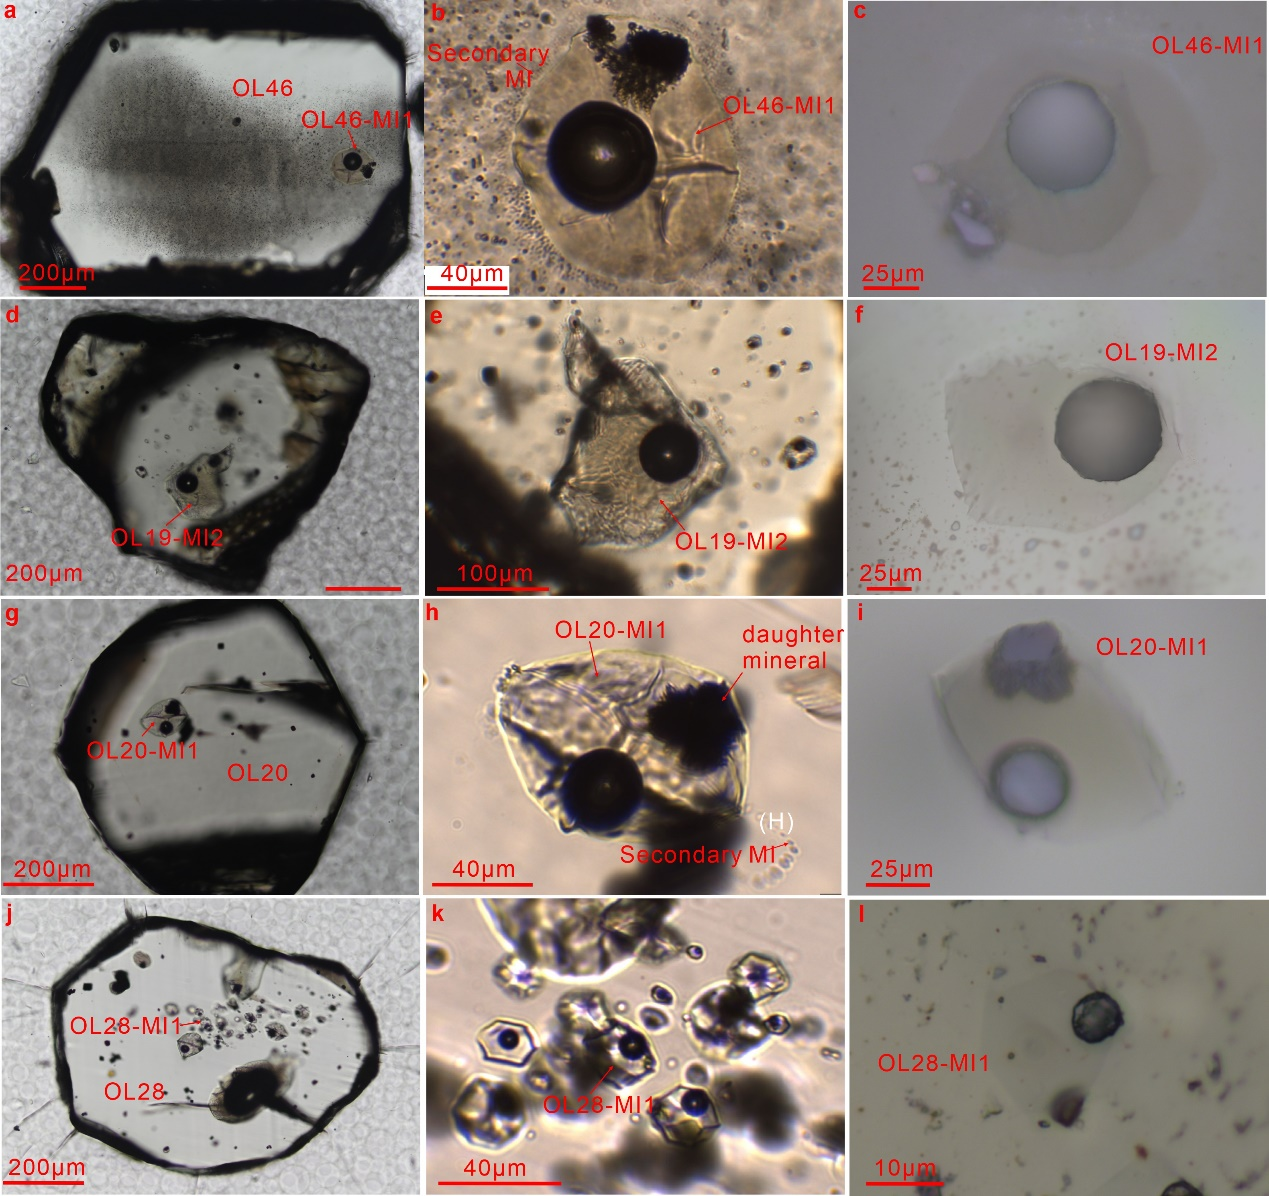 a
OL46
OL46-MI1
200μm
b
Secondary
MI
OL46-MI1
40μm
c
OL46-MI1
25μm
d
OL19-MI2
200μm
e
OL19-MI2
100μm
f
OL19-MI2
25μm
g
OL20-MI1
OL20
200μm
h
OL20-MI1
daughter
mineral
(H)
Secondary MI
40μm
i
OL20-MI1
25μm
j
OL28-MI1
OL28
200μm
k
OL28-MI1
40μm
l
OL28-MI1
10μm